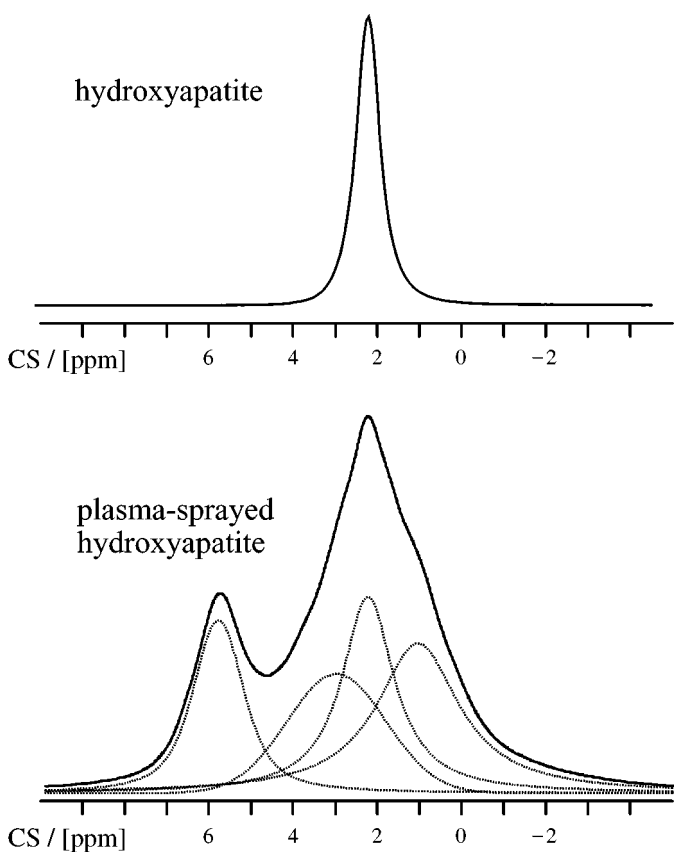 hydroxyapatite
CS / [ppm] 6 4 2 0 −2
plasma-sprayed
hydroxyapatite
CS / [ppm] 6 4 2 0 −2